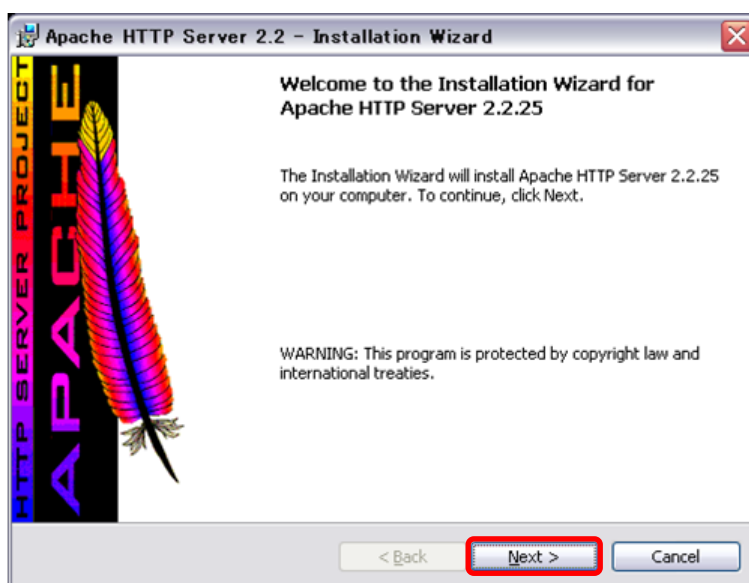 Apache HTTP Server 2.2 - Installation Wizard
HTTP SERVER PROJECT
APACHE
Welcome to the Installation Wizard for
Apache HTTP Server 2.2.25
The Installation Wizard will install Apache HTTP Server 2.2.25
on your computer. To continue, click Next.
WARNING: This program is protected by copyright law and
international treaties.
< Back
Next >
Cancel